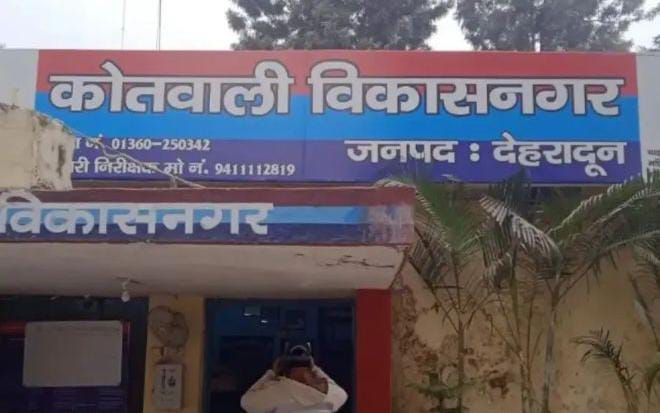 कोतवाली विकासनगर
नं. 01360-250342
निरीक्षक मो नं. 9411112819
जनपद : देहरादून
विकासनगर